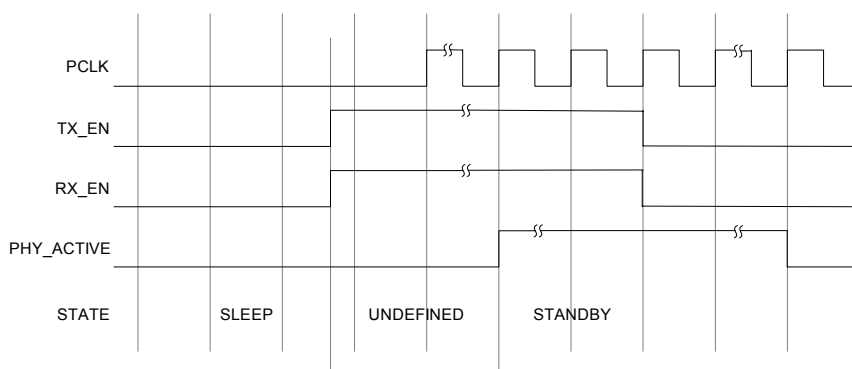 PCLK
TX_EN
RX_EN
PHY_ACTIVE
STATE SLEEP UNDEFINED STANDBY